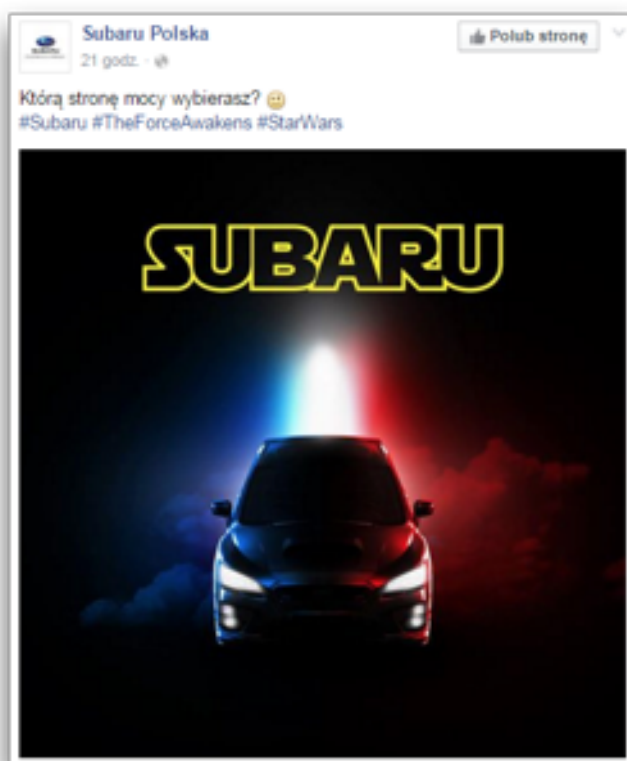 Subaru Polska
Polub stronę
21 godz.
Którą stronę mocy wybierasz?
#Subaru #TheForceAwakens #StarWars
SUBARU